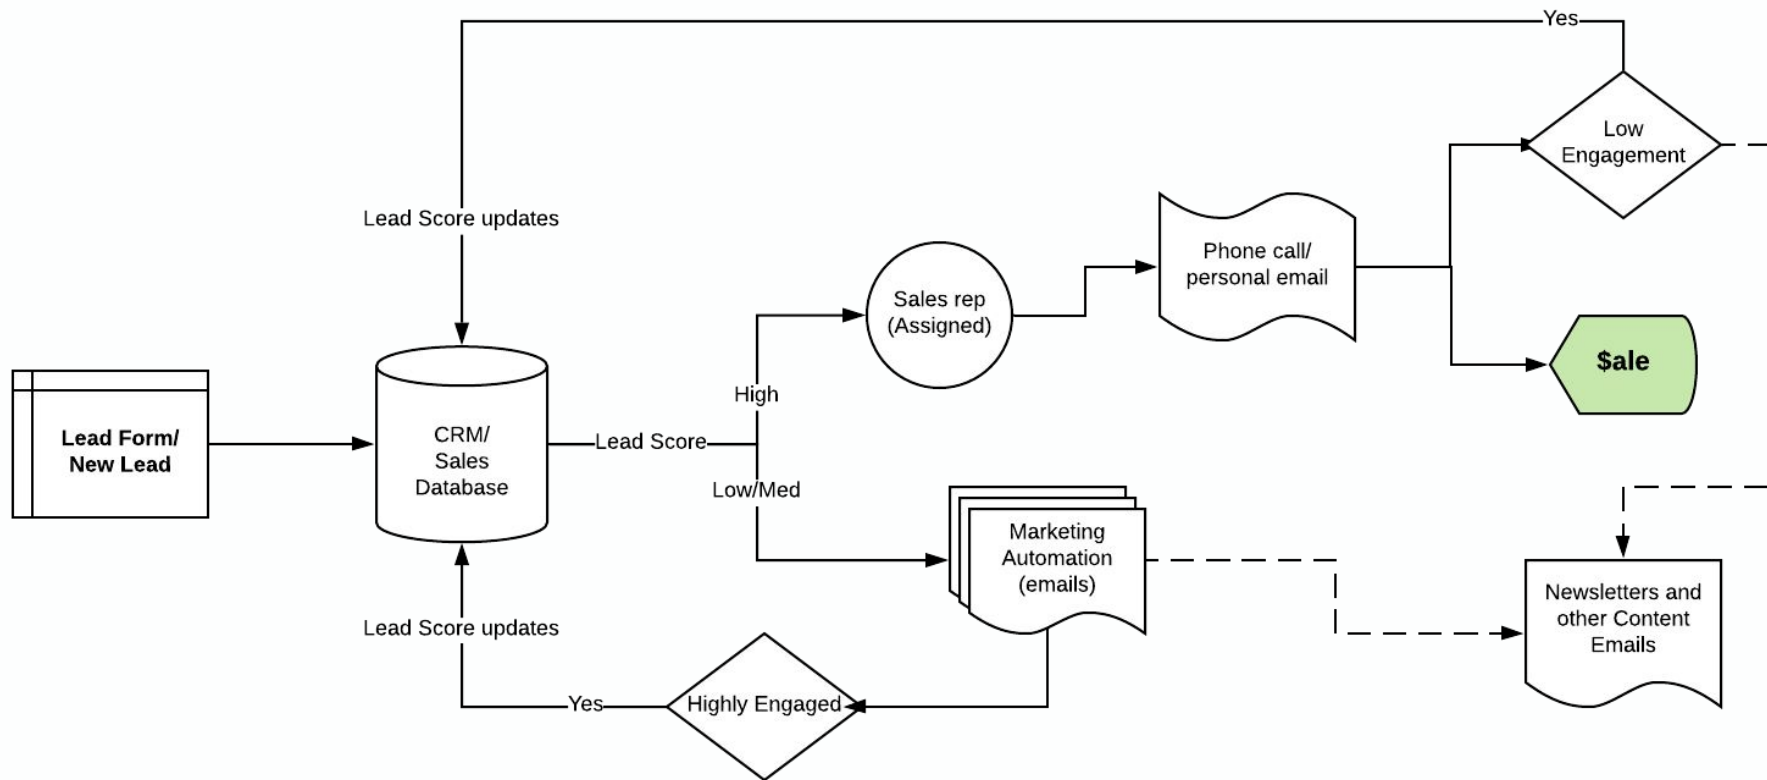 Yes
Low
Engagement
Lead Score updates
Phone call/
personal email
Sales rep
(Assigned)
$ale
High
Lead Form/
New Lead
CRM/
Sales
Database
Lead Score
Low/Med
Marketing
Automation
(emails)
Newsletters and
other Content
Emails
Lead Score updates
Yes
Highly Engaged